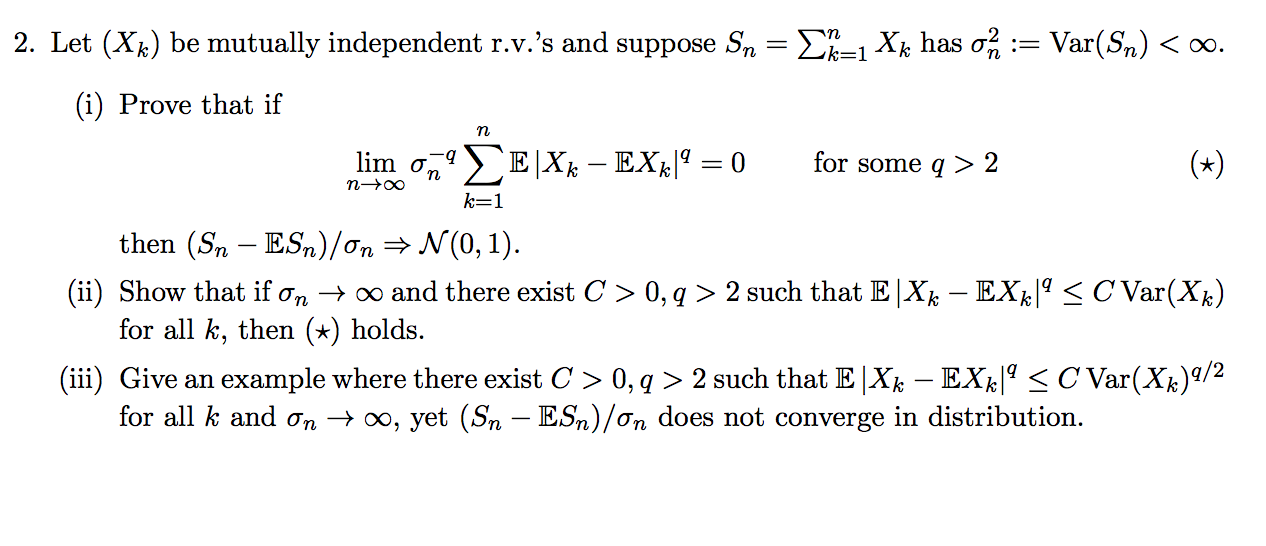 2. Let (X_k) be mutually independent r.v.'s and suppose S_n = ∑_{k=1}^n X_k has σ_n^2 := Var(S_n) < ∞.
(i) Prove that if
lim_{n→∞} σ_n^{-q} ∑_{k=1}^n 𝔼|X_k − 𝔼X_k|^q = 0 for some q > 2 (⋆)
then (S_n − 𝔼S_n)/σ_n ⇒ 𝒩(0, 1).
(ii) Show that if σ_n → ∞ and there exist C > 0, q > 2 such that 𝔼|X_k − 𝔼X_k|^q ≤ C Var(X_k)
for all k, then (⋆) holds.
(iii) Give an example where there exist C > 0, q > 2 such that 𝔼|X_k − 𝔼X_k|^q ≤ C Var(X_k)^{q/2}
for all k and σ_n → ∞, yet (S_n − 𝔼S_n)/σ_n does not converge in distribution.